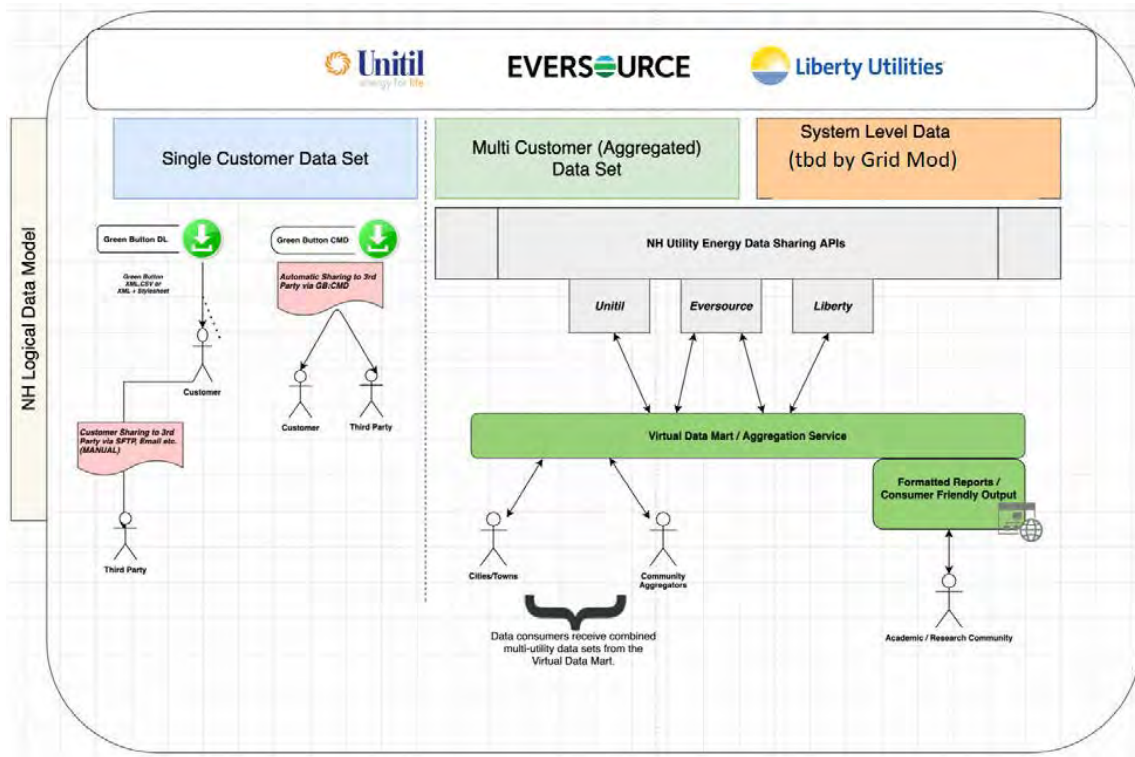 Unitil
energy for life
EVERSOURCE
Liberty Utilities
NH Logical Data Model
Single Customer Data Set
Multi Customer (Aggregated)
Data Set
System Level Data
(tbd by Grid Mod)
Green Button DL
Green Button CMD
Green Button
XML,CSV or
XML + Stylesheet
Automatic Sharing to 3rd
Party via GB:CMD
Customer
Customer
Third Party
Customer Sharing to 3rd
Party via SFTP, Email etc.
(MANUAL)
Third Party
NH Utility Energy Data Sharing APIs
Unitil
Eversource
Liberty
Virtual Data Mart / Aggregation Service
Formatted Reports /
Consumer Friendly Output
Cities/Towns
Community
Aggregators
Data consumers receive combined
multi-utility data sets from the
Virtual Data Mart.
Academic / Research Community